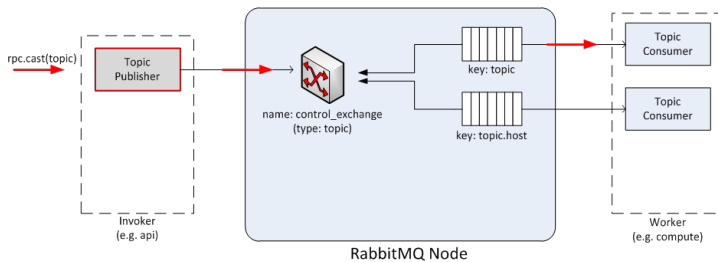 rpc.cast(topic)
Topic
Publisher
name: control_exchange
(type: topic)
key: topic
key: topic.host
Topic
Consumer
Topic
Consumer
Invoker
(e.g. api)
Worker
(e.g. compute)
RabbitMQ Node